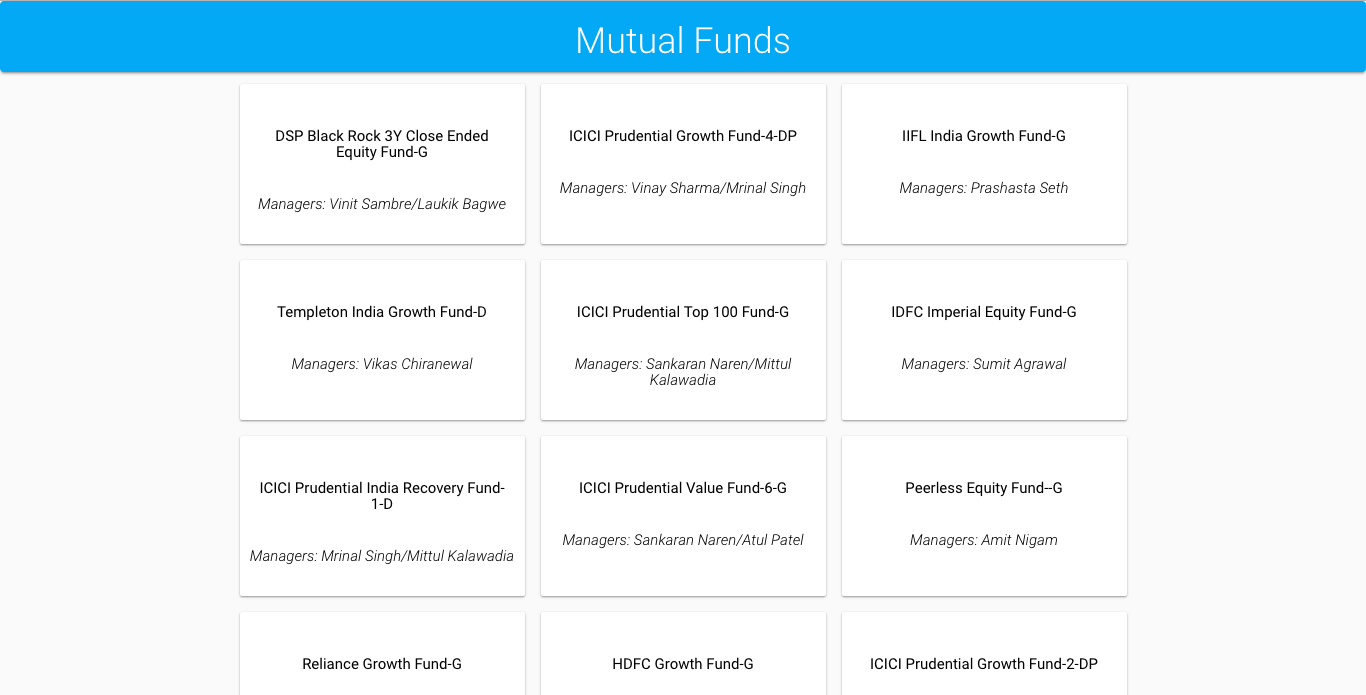 Mutual Funds
DSP Black Rock 3Y Close Ended
Equity Fund-G
Managers: Vinit Sambre/Laukik Bagwe
ICICI Prudential Growth Fund-4-DP
Managers: Vinay Sharma/Mrinal Singh
IIFL India Growth Fund-G
Managers: Prashasta Seth
Templeton India Growth Fund-D
Managers: Vikas Chiranewal
ICICI Prudential Top 100 Fund-G
Managers: Sankaran Naren/Mittul
Kalawadia
IDFC Imperial Equity Fund-G
Managers: Sumit Agrawal
ICICI Prudential India Recovery Fund-
1-D
Managers: Mrinal Singh/Mittul Kalawadia
ICICI Prudential Value Fund-6-G
Managers: Sankaran Naren/Atul Patel
Peerless Equity Fund--G
Managers: Amit Nigam
Reliance Growth Fund-G
HDFC Growth Fund-G
ICICI Prudential Growth Fund-2-DP